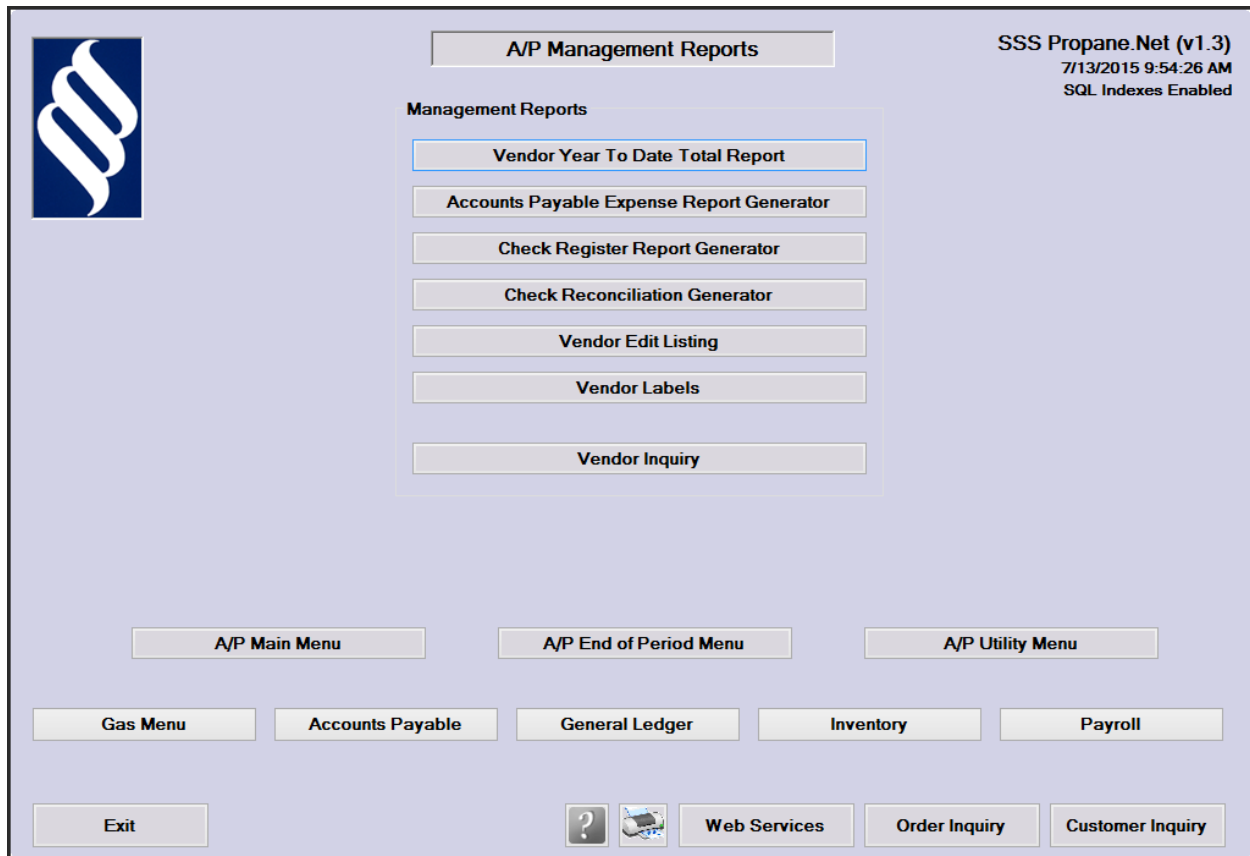 A/P Management Reports
SSS Propane.Net (v1.3)
7/13/2015 9:54:26 AM
SQL Indexes Enabled
Management Reports
Vendor Year To Date Total Report
Accounts Payable Expense Report Generator
Check Register Report Generator
Check Reconciliation Generator
Vendor Edit Listing
Vendor Labels
Vendor Inquiry
A/P Main Menu
A/P End of Period Menu
A/P Utility Menu
Gas Menu
Accounts Payable
General Ledger
Inventory
Payroll
Exit
?
Web Services
Order Inquiry
Customer Inquiry